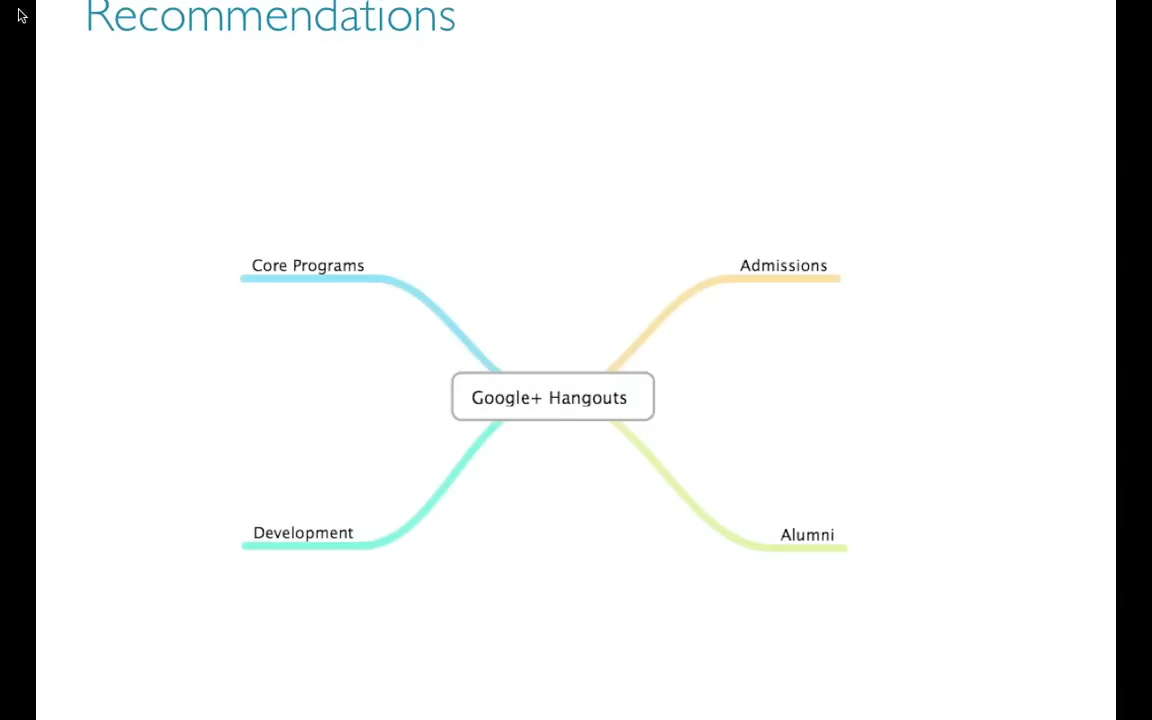 Recommendations
Core Programs
Admissions
Google+ Hangouts
Development
Alumni